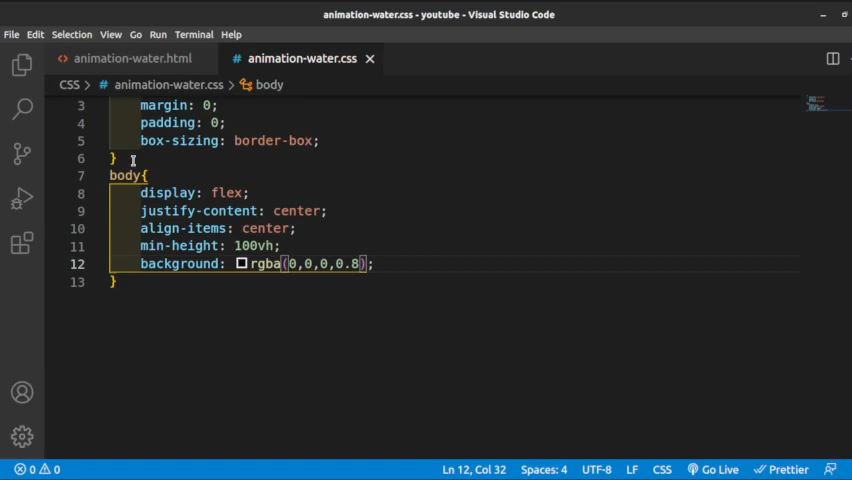 animation-water.css - youtube - Visual Studio Code
File Edit Selection View Go Run Terminal Help
<> animation-water.html # animation-water.css ×
CSS > # animation-water.css > body
3 margin: 0;
4 padding: 0;
5 box-sizing: border-box;
6 }
7 body{
8 display: flex;
9 justify-content: center;
10 align-items: center;
11 min-height: 100vh;
12 background: rgba(0,0,0,0.8);
13 }
0 0 Ln 12, Col 32 Spaces: 4 UTF-8 LF CSS Go Live Prettier